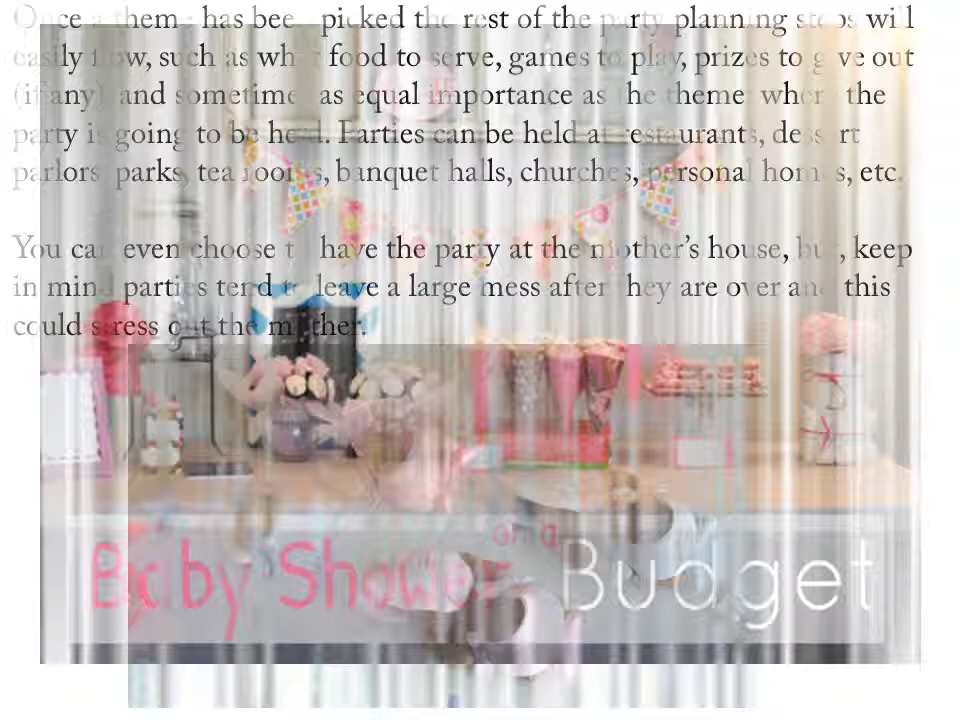 Once a theme has been picked the rest of the party planning steps will
easily flow, such as what food to serve, games to play, prizes to give out
(if any) and sometimes as equal importance as the theme: where the
party is going to be held. Parties can be held at restaurants, dessert
parlors, parks, tea rooms, banquet halls, churches, personal homes, etc.
You can even choose to have the party at the mother's house, but, keep
in mind parties tend to leave a large mess after they are over and this
could stress out the mother.
on a
Baby Shower Budget